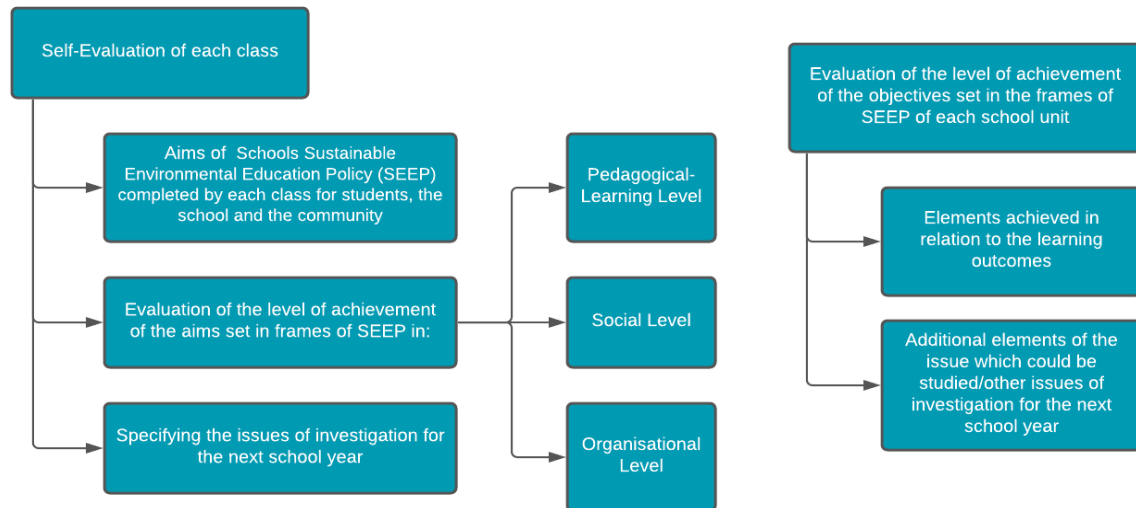 Self-Evaluation of each class
Aims of Schools Sustainable
Environmental Education Policy (SEEP)
completed by each class for students, the
school and the community
Evaluation of the level of achievement
of the aims set in frames of SEEP in:
Specifying the issues of investigation for
the next school year
Pedagogical-
Learning Level
Social Level
Organisational
Level
Evaluation of the level of achievement
of the objectives set in the frames of
SEEP of each school unit
Elements achieved in
relation to the learning
outcomes
Additional elements of the
issue which could be
studied/other issues of
investigation for the next
school year